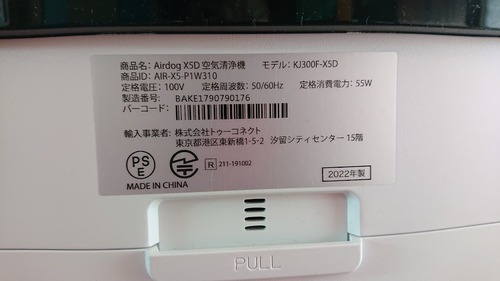 商品名: Airdog X5D 空気清浄機 モデル: KJ300F-X5D
商品ID: AIR-X5-P1W310
定格電圧: 100V 定格周波数: 50/60Hz 定格消費電力: 55W
製造番号: BAKE1790790176
バーコード:
輸入事業者: 株式会社トゥーコネクト
東京都港区東新橋1-5-2 汐留シティセンター 15階
PS
E
R 211-191002
MADE IN CHINA
2022年製
PULL